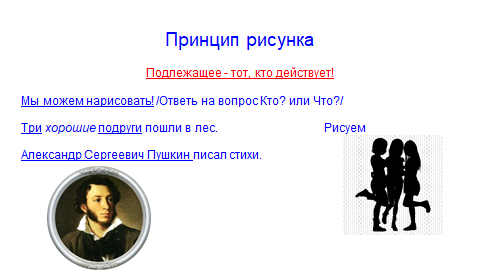 Принцип рисунка
Подлежащее - тот, кто действует!
Мы можем нарисовать! /Ответь на вопрос Кто? или Что?/
Три хорошие подруги пошли в лес. Рисуем
Александр Сергеевич Пушкин писал стихи.